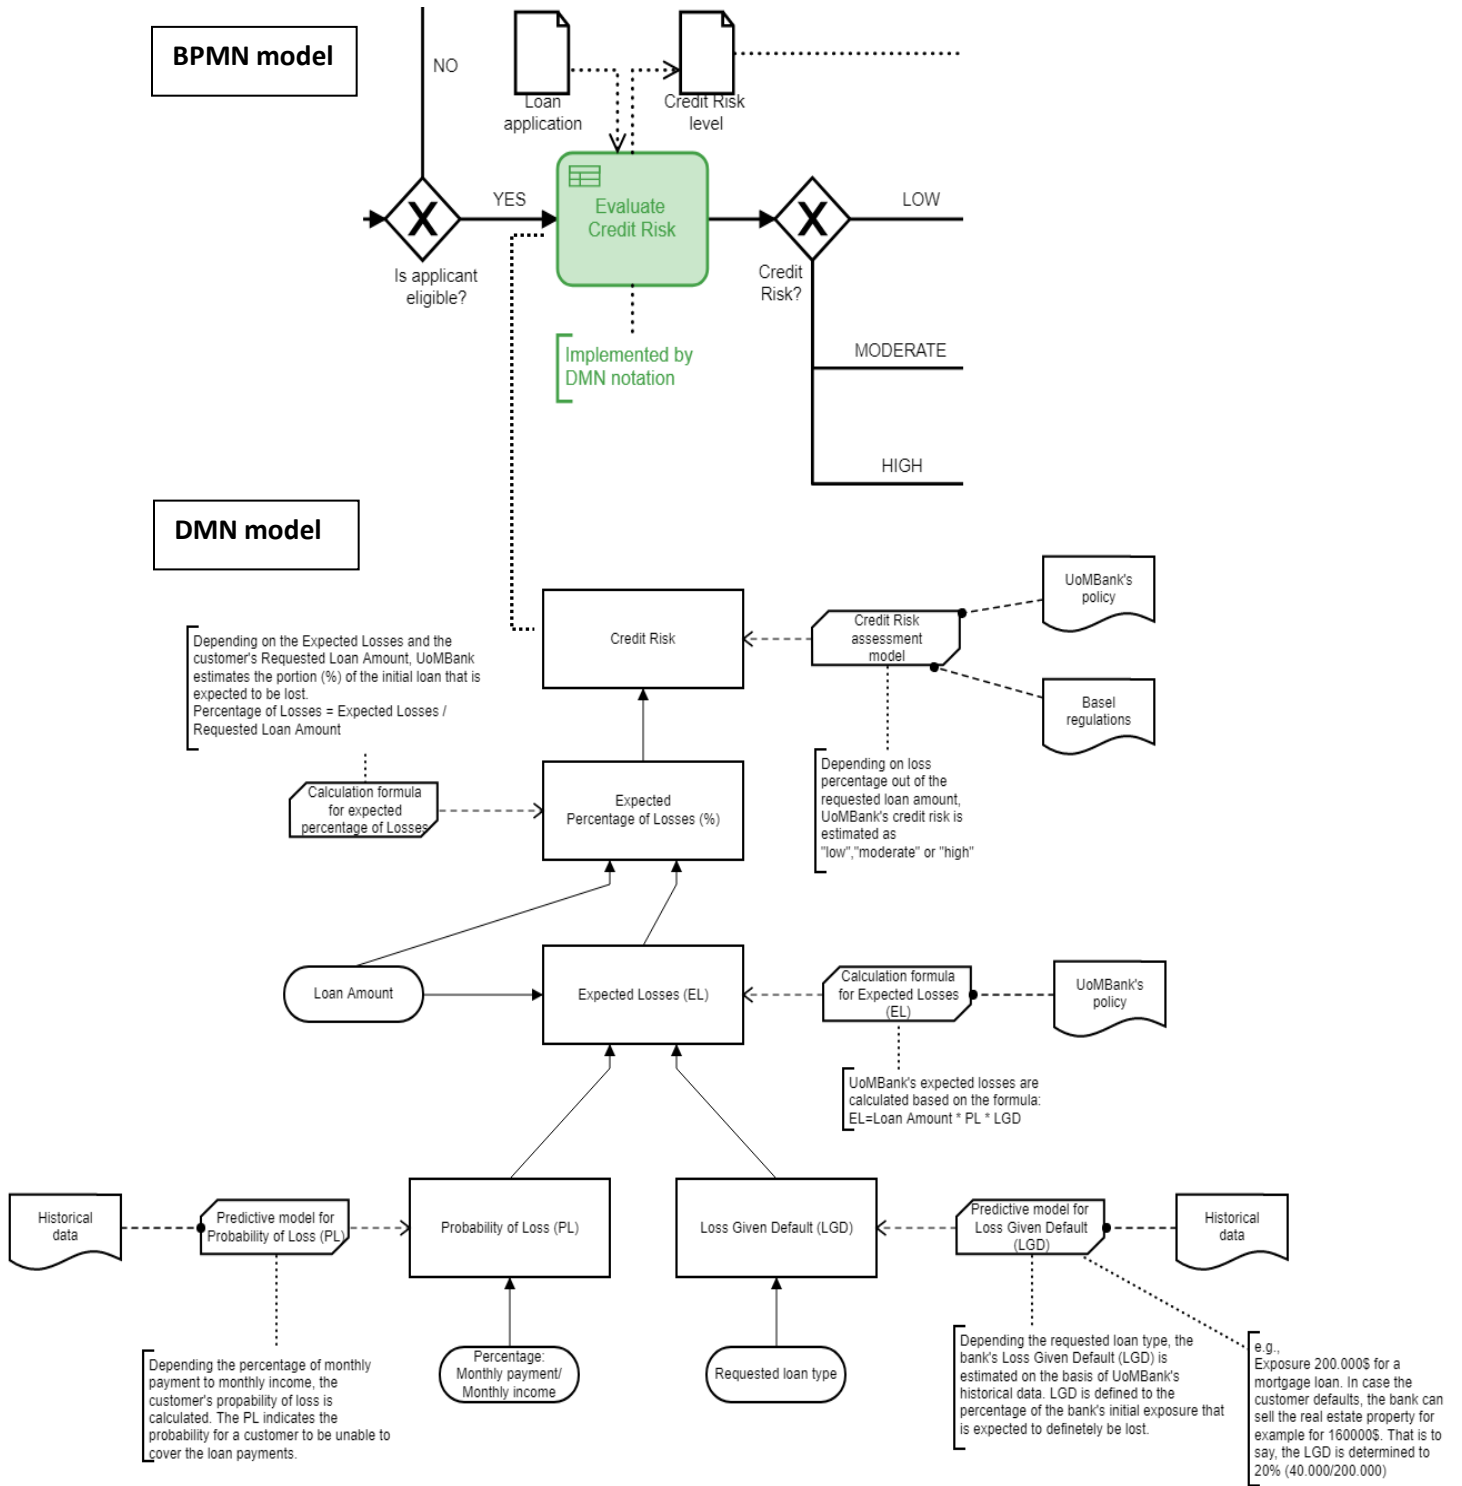 BPMN model
NO
Loan
application
Credit Risk
level
YES
Evaluate
Credit Risk
LOW
Is applicant
eligible?
Credit
Risk?
Implemented by
DMN notation
MODERATE
HIGH
DMN model
UoMBank's
policy
Credit Risk
Credit Risk
assessment
model
Depending on the Expected Losses and the
customer's Requested Loan Amount, UoMBank
estimates the portion (%) of the initial loan that is
expected to be lost.
Percentage of Losses = Expected Losses /
Requested Loan Amount
Basel
regulations
Depending on loss
percentage out of the
requested loan amount,
UoMBank's credit risk is
estimated as
"low","moderate" or "high"
Calculation formula
for expected
percentage of Losses
Expected
Percentage of Losses (%)
Loan Amount
Expected Losses (EL)
Calculation formula
for Expected Losses
(EL)
UoMBank's
policy
UoMBank's expected losses are
calculated based on the formula:
EL=Loan Amount * PL * LGD
Historical
data
Predictive model for
Probability of Loss (PL)
Probability of Loss (PL)
Loss Given Default (LGD)
Predictive model for
Loss Given Default
(LGD)
Historical
data
Depending the percentage of monthly
payment to monthly income, the
customer's propability of loss is
calculated. The PL indicates the
probability for a customer to be unable to
cover the loan payments.
Percentage:
Monthly payment/
Monthly income
Requested loan type
Depending the requested loan type, the
bank's Loss Given Default (LGD) is
estimated on the basis of UoMBank's
historical data. LGD is defined to the
percentage of the bank's initial exposure that
is expected to definetely be lost.
e.g.,
Exposure 200.000$ for a
mortgage loan. In case the
customer defaults, the bank can
sell the real estate property for
example for 160000$. That is to
say, the LGD is determined to
20% (40.000/200.000)